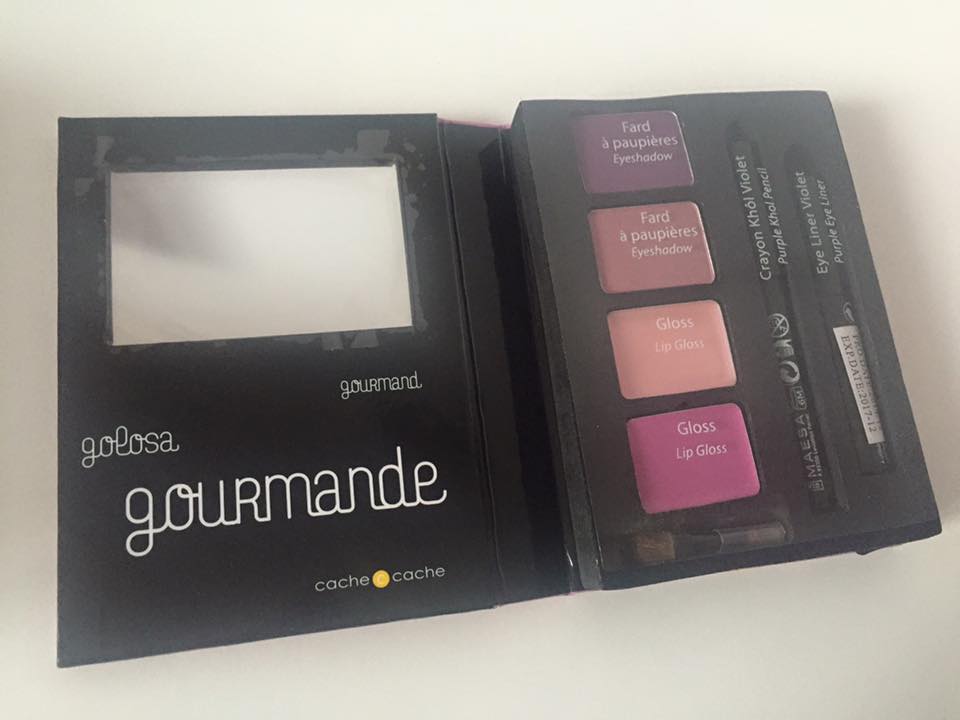 gourmand
golosa
gourmande
cache cache
Fard
à paupières
Eyeshadow
Fard
à paupières
Eyeshadow
Gloss
Lip Gloss
Gloss
Lip Gloss
Crayon Khôl Violet
Purple Khol Pencil
MAESA
6M
Eye Liner Violet
Purple Eye Liner
EXP.DATE:2017-12